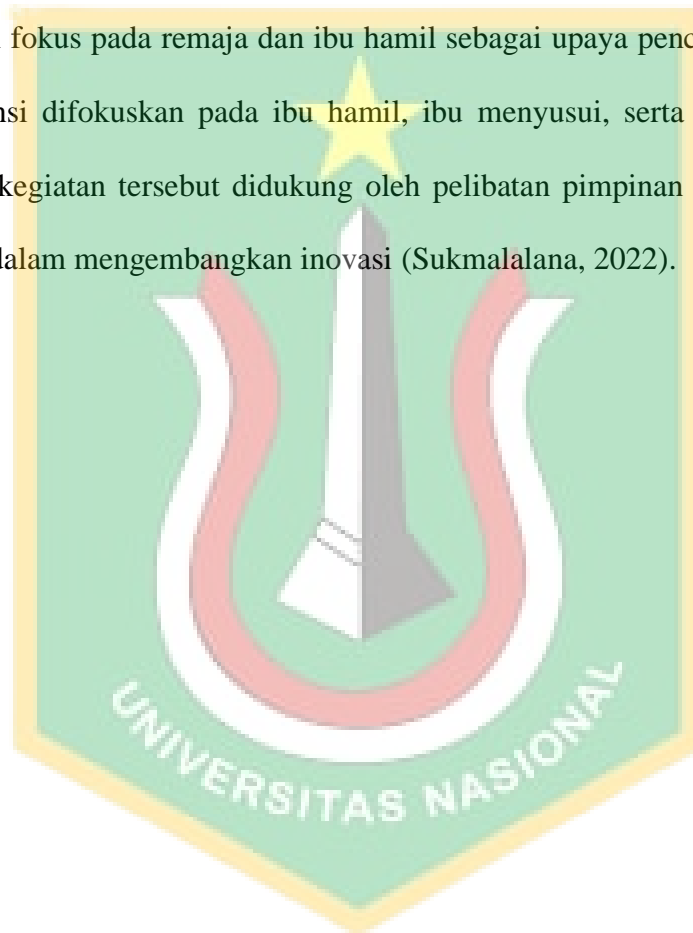 fokus pada remaja dan ibu hamil sebagai upaya penc
nsi difokuskan pada ibu hamil, ibu menyusui, serta
kegiatan tersebut didukung oleh pelibatan pimpinan
dalam mengembangkan inovasi (Sukmalalana, 2022).
UNIVERSITAS NASIONAL